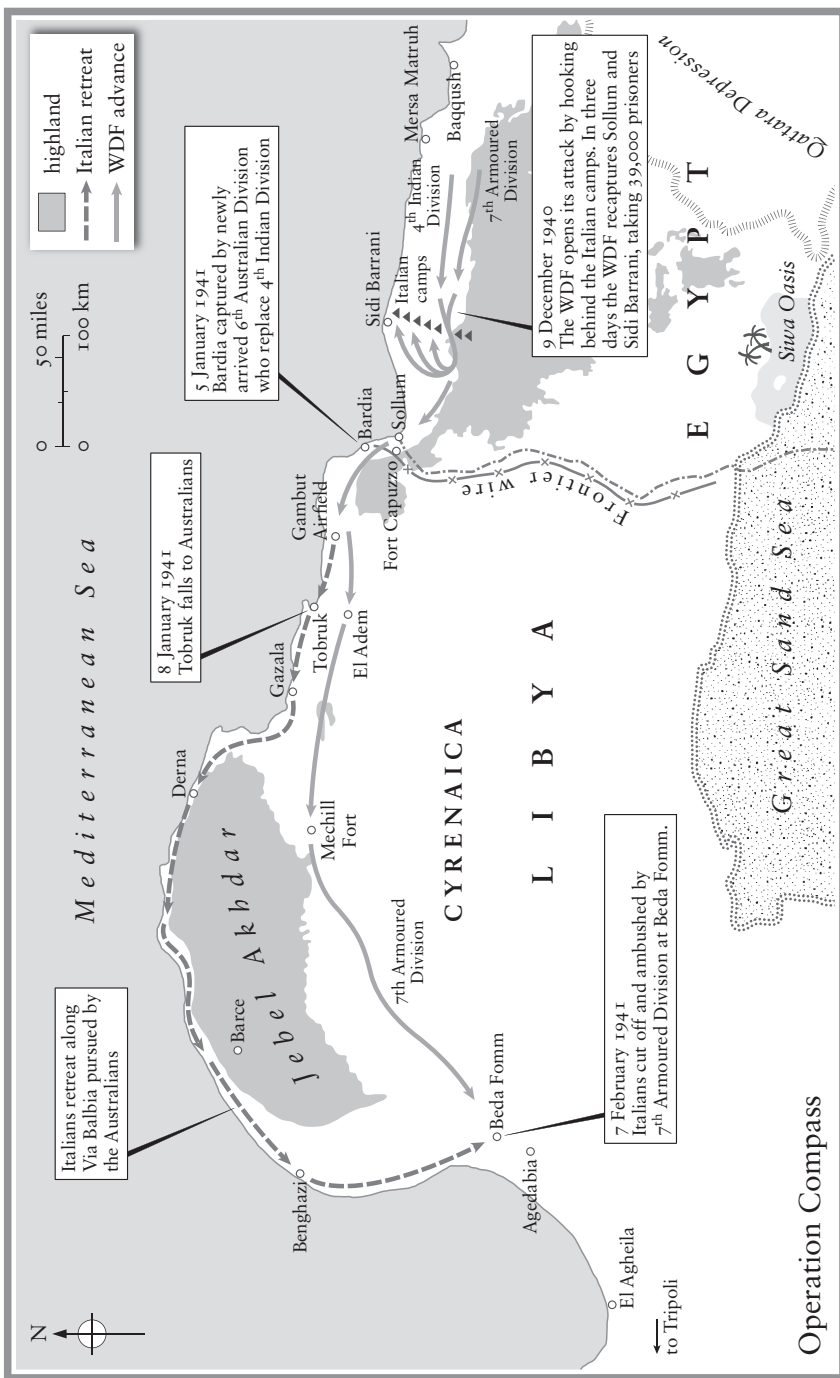 N
Mediterranean Sea
0 50 miles
0 100 km
highland
Italian retreat
WDF advance
Italians retreat along
Via Balbia pursued by
the Australians
8 January 1941
Tobruk falls to Australians
5 January 1941
Bardia captured by newly
arrived 6th Australian Division
who replace 4th Indian Division
Benghazi
Barce
Jebel Akhdar
Derna
Gazala
Tobruk
Gambut
Airfield
El Adem
Mechili
Fort
Bardia
Sollum
Fort Capuzzo
Sidi Barrani
Italian
camps
4th Indian
Division
Mersa Matruh
Baqqush
7th Armoured
Division
7th Armoured
Division
Beda Fomm
Agedabia
El Agheila
to Tripoli
CYRENAICA
LIBYA
Frontier wire
EGYPT
Qattara Depression
Siwa Oasis
Great Sand Sea
7 February 1941
Italians cut off and ambushed by
7th Armoured Division at Beda Fomm.
9 December 1940
The WDF opens its attack by hooking
behind the Italian camps. In three
days the WDF recaptures Sollum and
Sidi Barrani, taking 39,000 prisoners
Operation Compass